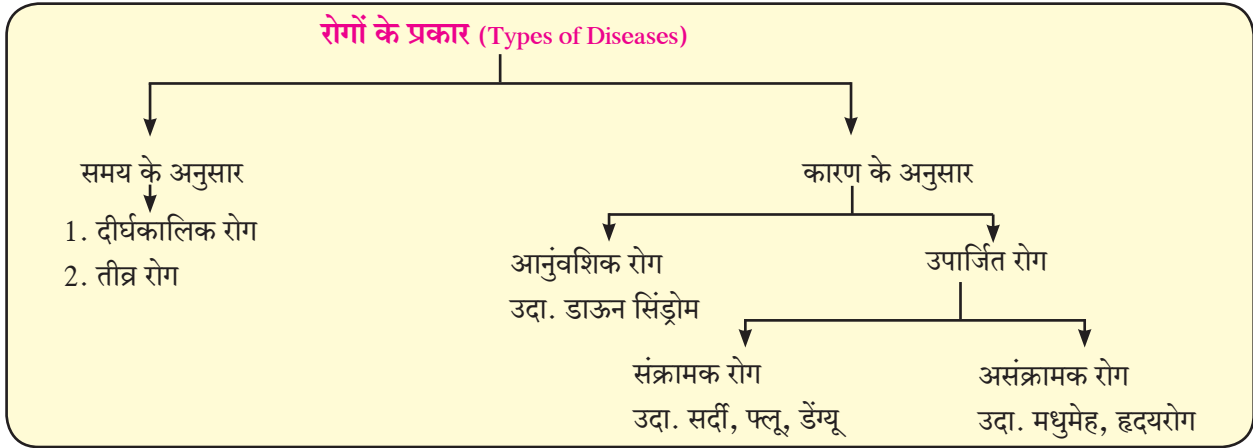 रोगों के प्रकार (Types of Diseases)
समय के अनुसार
1. दीर्घकालिक रोग
2. तीव्र रोग
कारण के अनुसार
आनुंवशिक रोग
उदा. डाऊन सिंड्रोम
उपार्जित रोग
संक्रामक रोग
उदा. सर्दी, फ्लू, डेंग्यू
असंक्रामक रोग
उदा. मधुमेह, हृदयरोग